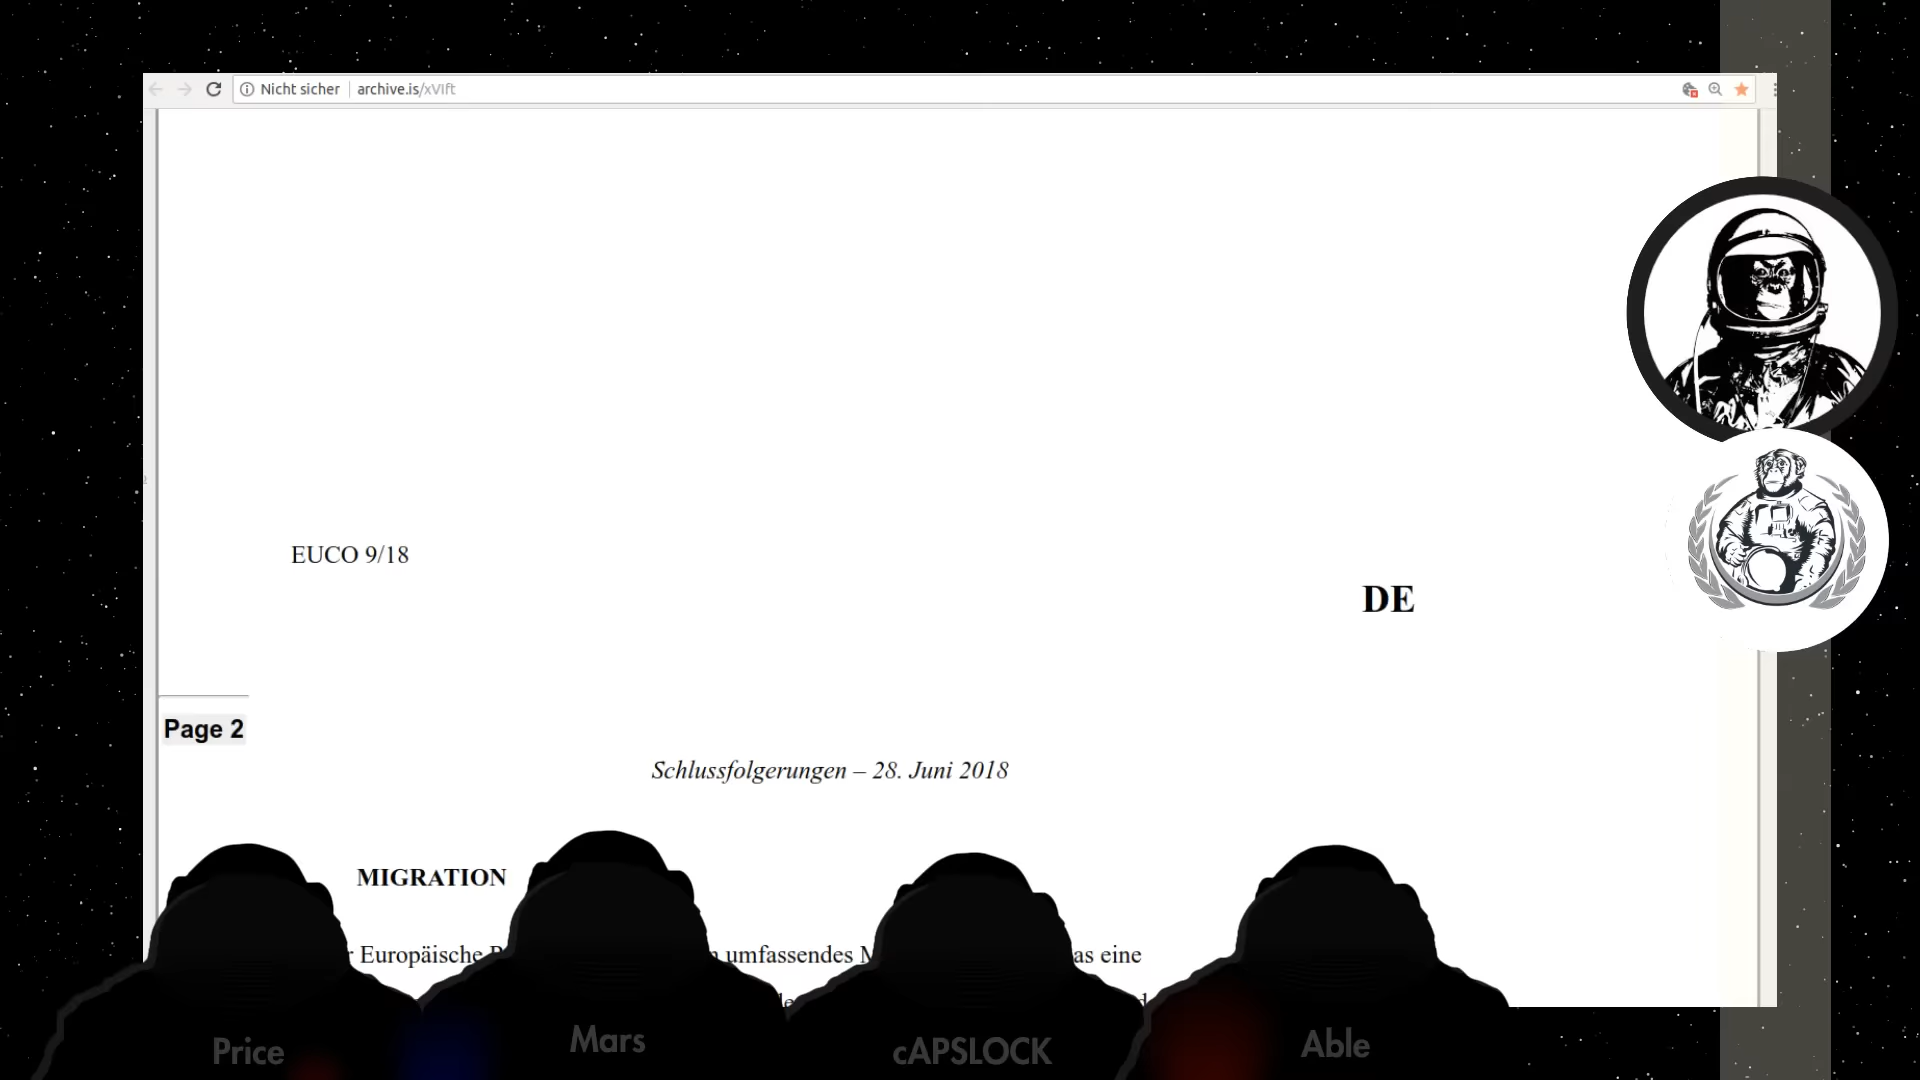 Nicht sicher archive.is/xVIft
EUCO 9/18
DE
Page 2
Schlussfolgerungen – 28. Juni 2018
MIGRATION
Europäische umfassendes eine
Price Mars cAPSLOCK Able